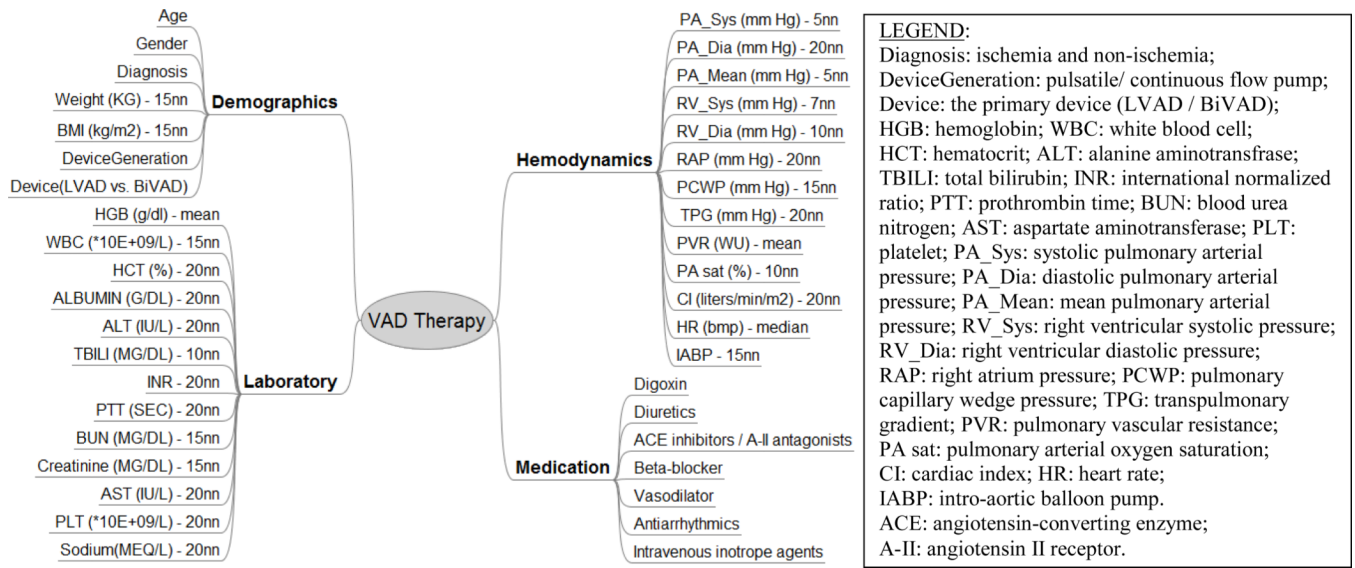 Age
Gender
Diagnosis
Weight (KG) - 15nn
BMI (kg/m2) - 15nn
DeviceGeneration
Device(LVAD vs. BiVAD)
Demographics
HGB (g/dl) - mean
WBC (*10E+09/L) - 15nn
HCT (%) - 20nn
ALBUMIN (G/DL) - 20nn
ALT (IU/L) - 20nn
TBILI (MG/DL) - 10nn
INR - 20nn
PTT (SEC) - 20nn
BUN (MG/DL) - 15nn
Creatinine (MG/DL) - 15nn
AST (IU/L) - 20nn
PLT (*10E+09/L) - 20nn
Sodium(MEQ/L) - 20nn
Laboratory
VAD Therapy
Hemodynamics
PA_Sys (mm Hg) - 5nn
PA_Dia (mm Hg) - 20nn
PA_Mean (mm Hg) - 5nn
RV_Sys (mm Hg) - 7nn
RV_Dia (mm Hg) - 10nn
RAP (mm Hg) - 20nn
PCWP (mm Hg) - 15nn
TPG (mm Hg) - 20nn
PVR (WU) - mean
PA sat (%) - 10nn
CI (liters/min/m2) - 20nn
HR (bmp) - median
IABP - 15nn
Medication
Digoxin
Diuretics
ACE inhibitors / A-II antagonists
Beta-blocker
Vasodilator
Antiarrhythmics
Intravenous inotrope agents
LEGEND:
Diagnosis: ischemia and non-ischemia;
DeviceGeneration: pulsatile/ continuous flow pump;
Device: the primary device (LVAD / BiVAD);
HGB: hemoglobin; WBC: white blood cell;
HCT: hematocrit; ALT: alanine aminotransfrase;
TBILI: total bilirubin; INR: international normalized
ratio; PTT: prothrombin time; BUN: blood urea
nitrogen; AST: aspartate aminotransferase; PLT:
platelet; PA_Sys: systolic pulmonary arterial
pressure; PA_Dia: diastolic pulmonary arterial
pressure; PA_Mean: mean pulmonary arterial
pressure; RV_Sys: right ventricular systolic pressure;
RV_Dia: right ventricular diastolic pressure;
RAP: right atrium pressure; PCWP: pulmonary
capillary wedge pressure; TPG: transpulmonary
gradient; PVR: pulmonary vascular resistance;
PA sat: pulmonary arterial oxygen saturation;
CI: cardiac index; HR: heart rate;
IABP: intro-aortic balloon pump.
ACE: angiotensin-converting enzyme;
A-II: angiotensin II receptor.